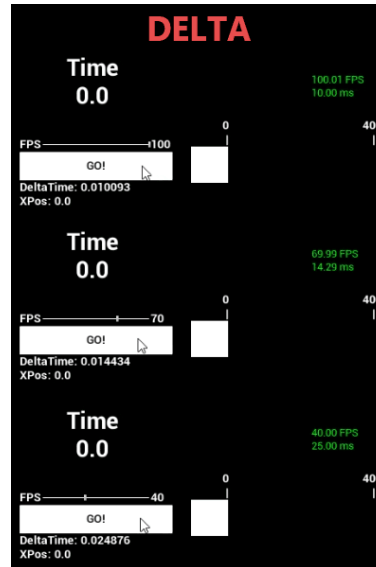 DELTA
Time
0.0
100.01 FPS
10.00 ms
0 40
FPS 100
GO!
DeltaTime: 0.010093
XPos: 0.0
Time
0.0
69.99 FPS
14.29 ms
0 40
FPS 70
GO!
DeltaTime: 0.014434
XPos: 0.0
Time
0.0
40.00 FPS
25.00 ms
0 40
FPS 40
GO!
DeltaTime: 0.024876
XPos: 0.0